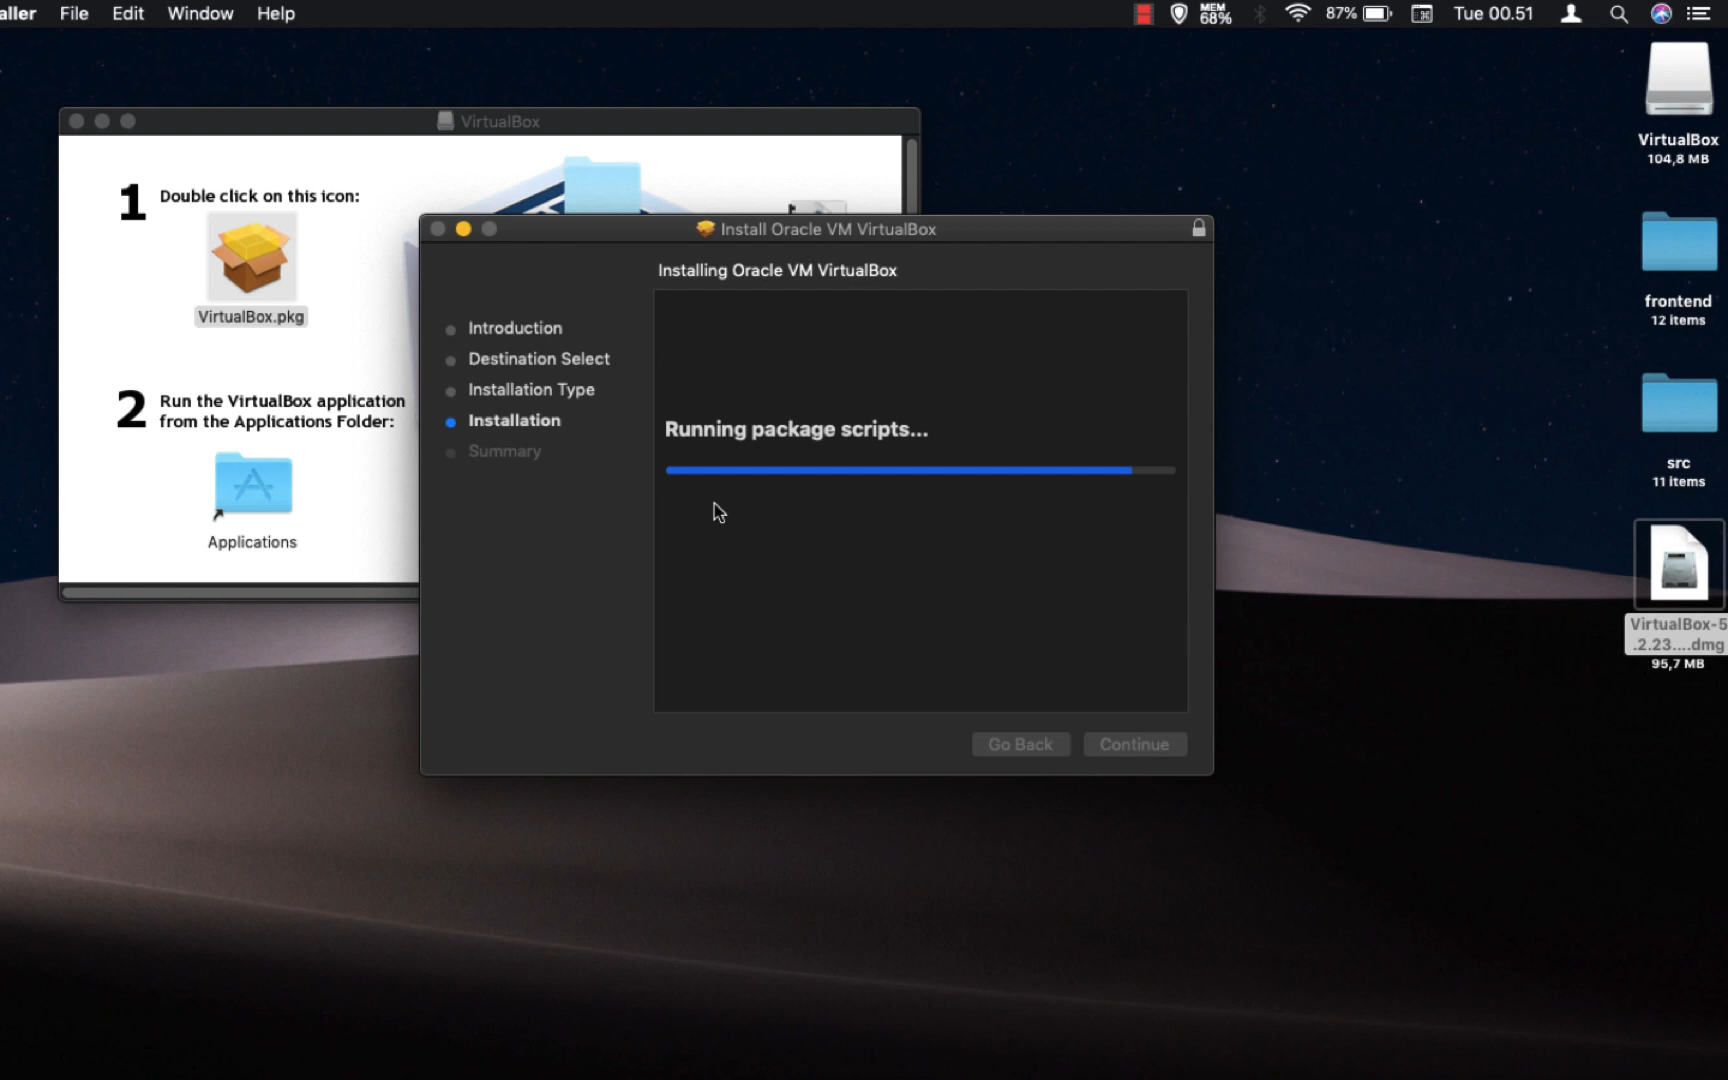 aller File Edit Window Help MEM 68% 87% Tue 00.51
VirtualBox
1 Double click on this icon:
VirtualBox.pkg
2 Run the VirtualBox application
from the Applications Folder:
Applications
Install Oracle VM VirtualBox
Installing Oracle VM VirtualBox
Introduction
Destination Select
Installation Type
Installation
Summary
Running package scripts...
Go Back Continue
VirtualBox
104,8 MB
frontend
12 items
src
11 items
VirtualBox-5
.2.23....dmg
95,7 MB